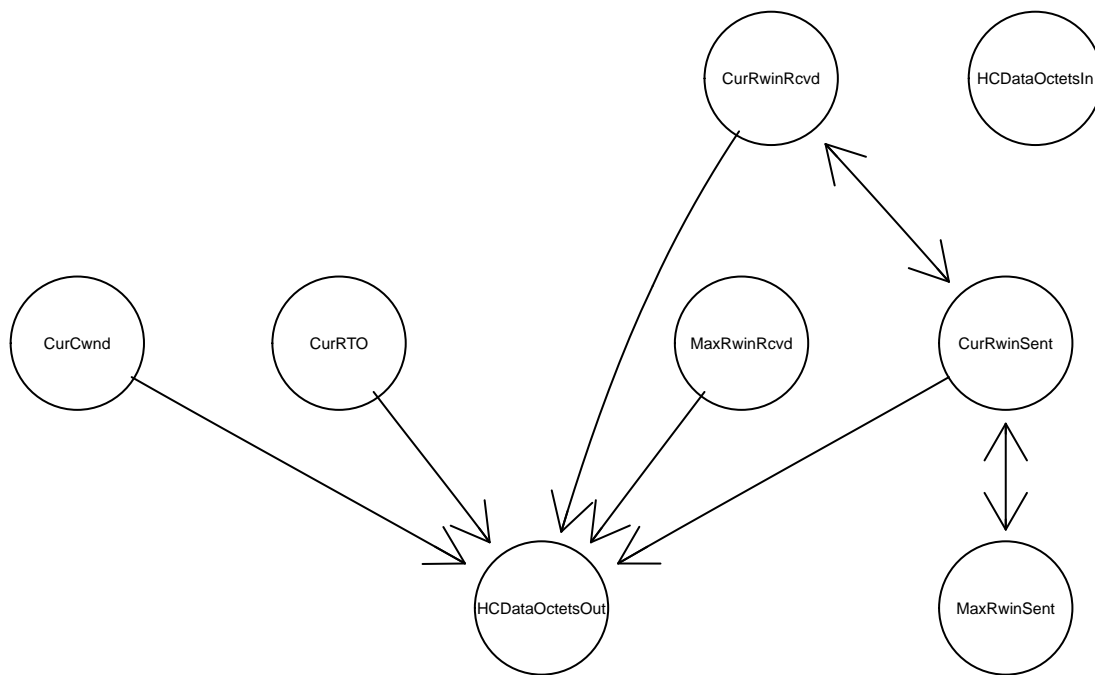 CurRwinRcvd
HCDataOctetsIn
CurCwnd
CurRTO
MaxRwinRcvd
CurRwinSent
HCDataOctetsOut
MaxRwinSent